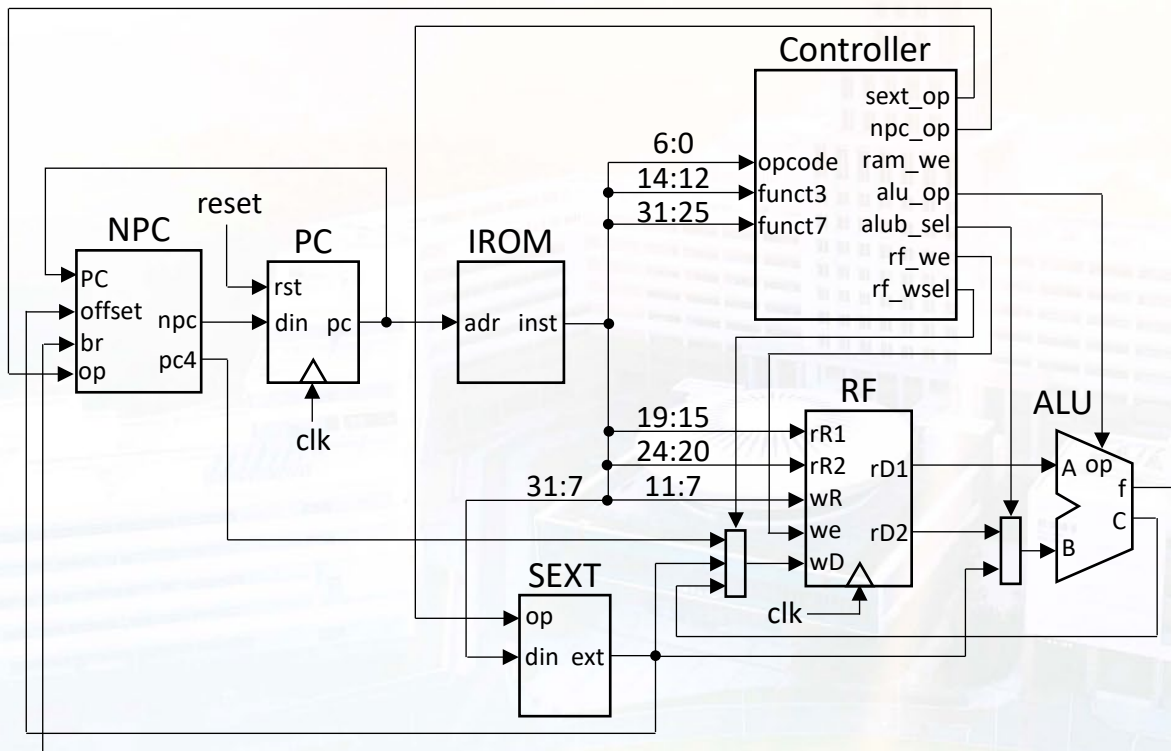 Controller
sext_op
npc_op
ram_we
alu_op
alub_sel
rf_we
rf_wsel
6:0
opcode
14:12
funct3
31:25
funct7
reset
NPC
PC
offset
br
op
npc
pc4
PC
rst
din
pc
clk
IROM
adr
inst
RF
19:15
rR1
24:20
rR2
31:7
11:7
wR
we
wD
rD1
rD2
clk
SEXT
op
din
ext
ALU
A
op
f
C
B